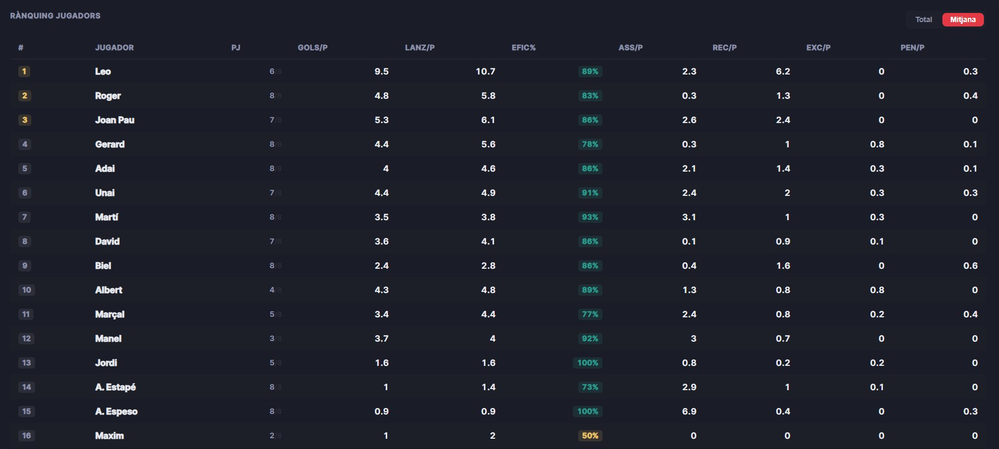 RÀNQUING JUGADORS
Total Mitjana
# JUGADOR PJ GOLS/P LANZ/P EFIC% ASS/P REC/P EXC/P PEN/P
1 Leo 6/8 9.5 10.7 89% 2.3 6.2 0 0.3
2 Roger 8/8 4.8 5.8 83% 0.3 1.3 0 0.4
3 Joan Pau 7/8 5.3 6.1 86% 2.6 2.4 0 0
4 Gerard 8/8 4.4 5.6 78% 0.3 1 0.8 0.1
5 Adai 8/8 4 4.6 86% 2.1 1.4 0.3 0.1
6 Unai 7/8 4.4 4.9 91% 2.4 2 0.3 0.3
7 Martí 8/8 3.5 3.8 93% 3.1 1 0.3 0
8 David 7/8 3.6 4.1 86% 0.1 0.9 0.1 0
9 Biel 8/8 2.4 2.8 86% 0.4 1.6 0 0.6
10 Albert 4/8 4.3 4.8 89% 1.3 0.8 0.8 0
11 Marçal 5/8 3.4 4.4 77% 2.4 0.8 0.2 0.4
12 Manel 3/8 3.7 4 92% 3 0.7 0 0
13 Jordi 5/8 1.6 1.6 100% 0.8 0.2 0.2 0
14 A. Estapé 8/8 1 1.4 73% 2.9 1 0.1 0
15 A. Espeso 8/8 0.9 0.9 100% 6.9 0.4 0 0.3
16 Maxim 2/8 1 2 50% 0 0 0 0